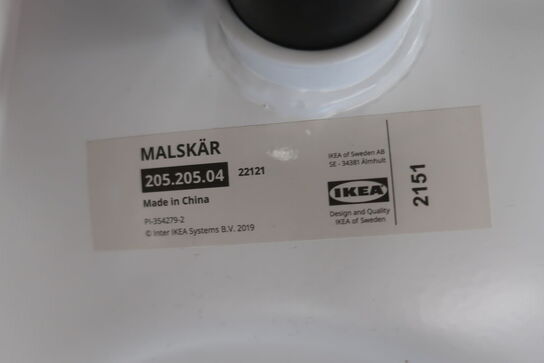 MALSKÄR
205.205.04 22121
Made in China
PI-354279-2
© Inter IKEA Systems B.V. 2019
IKEA of Sweden AB
SE - 34381 Älmhult
IKEA
Design and Quality
IKEA of Sweden
2151